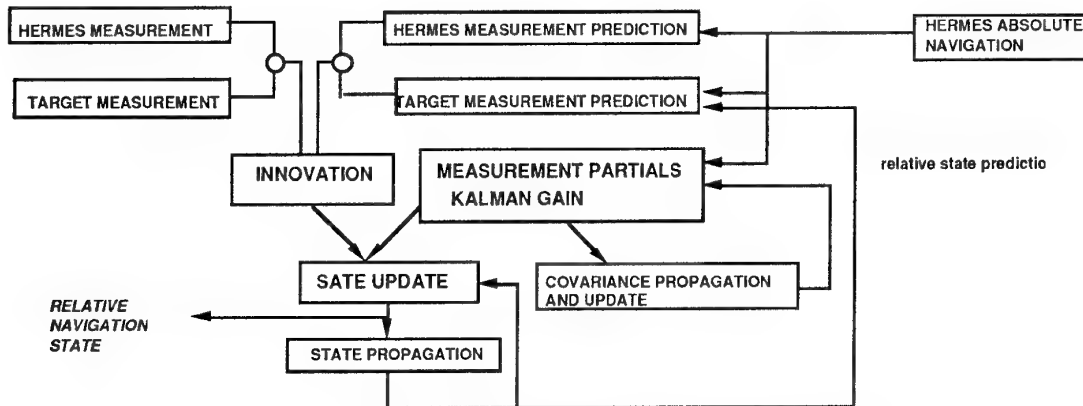 HERMES MEASUREMENT
HERMES MEASUREMENT PREDICTION
HERMES ABSOLUTE
NAVIGATION
TARGET MEASUREMENT
TARGET MEASUREMENT PREDICTION
relative state predictio
INNOVATION
MEASUREMENT PARTIALS
KALMAN GAIN
SATE UPDATE
COVARIANCE PROPAGATION
AND UPDATE
RELATIVE
NAVIGATION
STATE
STATE PROPAGATION